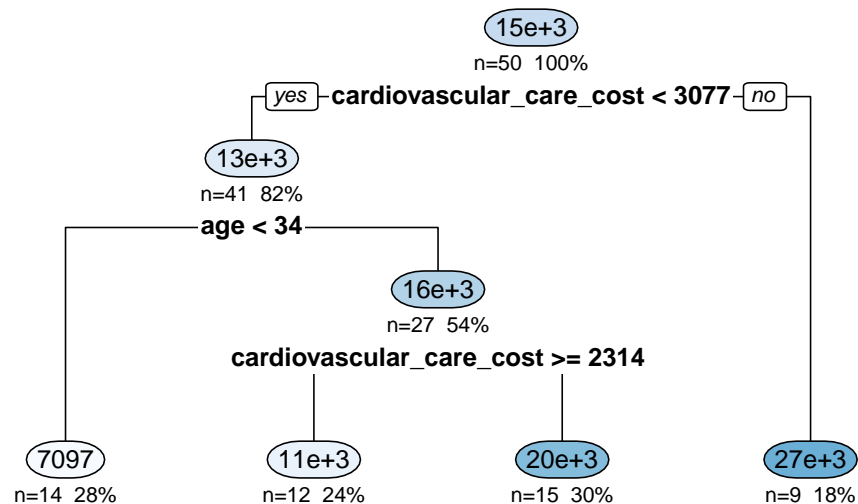 15e+3
n=50 100%
yes cardiovascular_care_cost < 3077 no
13e+3
n=41 82%
age < 34
16e+3
n=27 54%
cardiovascular_care_cost >= 2314
7097 11e+3 20e+3 27e+3
n=14 28% n=12 24% n=15 30% n=9 18%